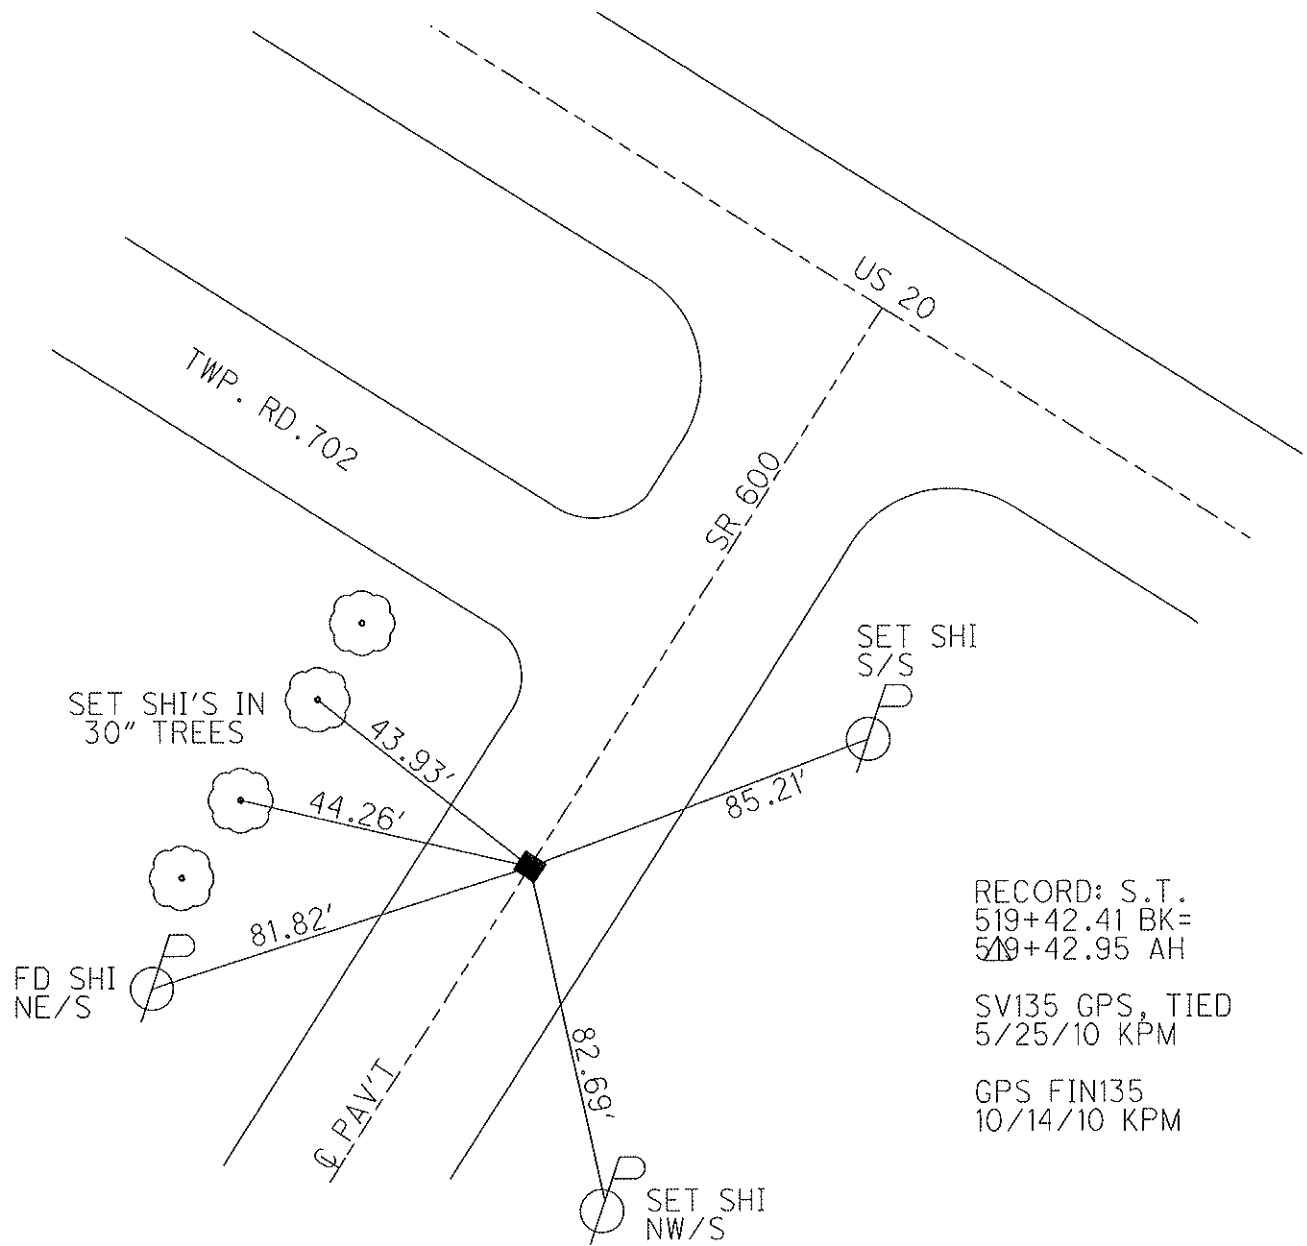 US 20
TWP. RD.702
SR 600
SET SHI
S/S
SET SHI'S IN
30" TREES
43.93'
44.26'
85.21'
81.82'
FD SHI
NE/S
RECORD: S.T.
519+42.41 BK=
519+42.95 AH
SV135 GPS, TIED
5/25/10 KPM
GPS FIN135
10/14/10 KPM
82.69'
℄ PAV'T
SET SHI
NW/S